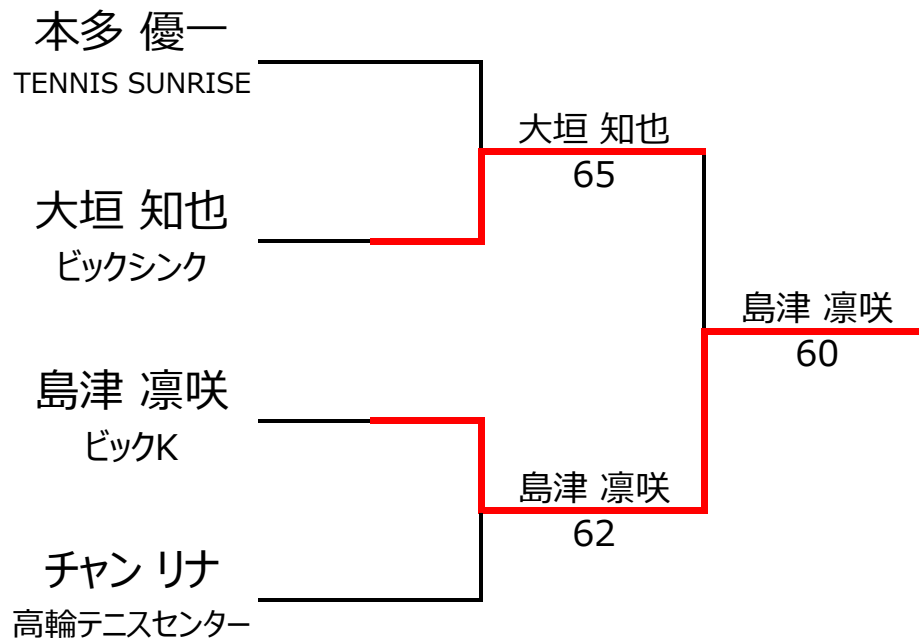 本多 優一
TENNIS SUNRISE
大垣 知也
65
大垣 知也
ビックシンク
島津 凛咲
60
島津 凛咲
ビックK
島津 凛咲
62
チャン リナ
高輪テニスセンター